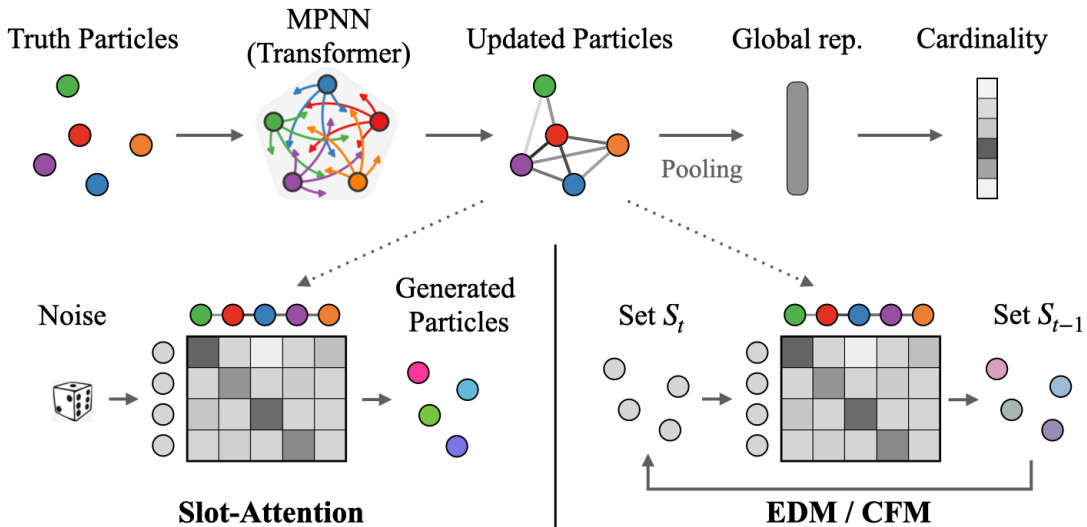 Truth Particles
MPNN
(Transformer)
Updated Particles
Global rep.
Cardinality
Pooling
Noise
Generated
Particles
Set S_t
Set S_{t-1}
Slot-Attention
EDM / CFM